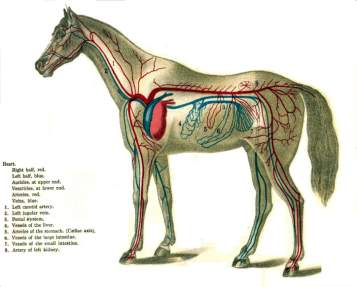 Heart.
Right half, red.
Left half, blue.
Auricles, at upper end.
Ventricles, at lower end.
Arteries, red.
Veins, blue.
1. Left carotid artery.
2. Left jugular vein.
3. Portal system.
4. Vessels of the liver.
5. Arteries of the stomach. (Cœliac axis).
6. Vessels of the large intestine.
7. Vessels of the small intestine.
8. Artery of left kidney.